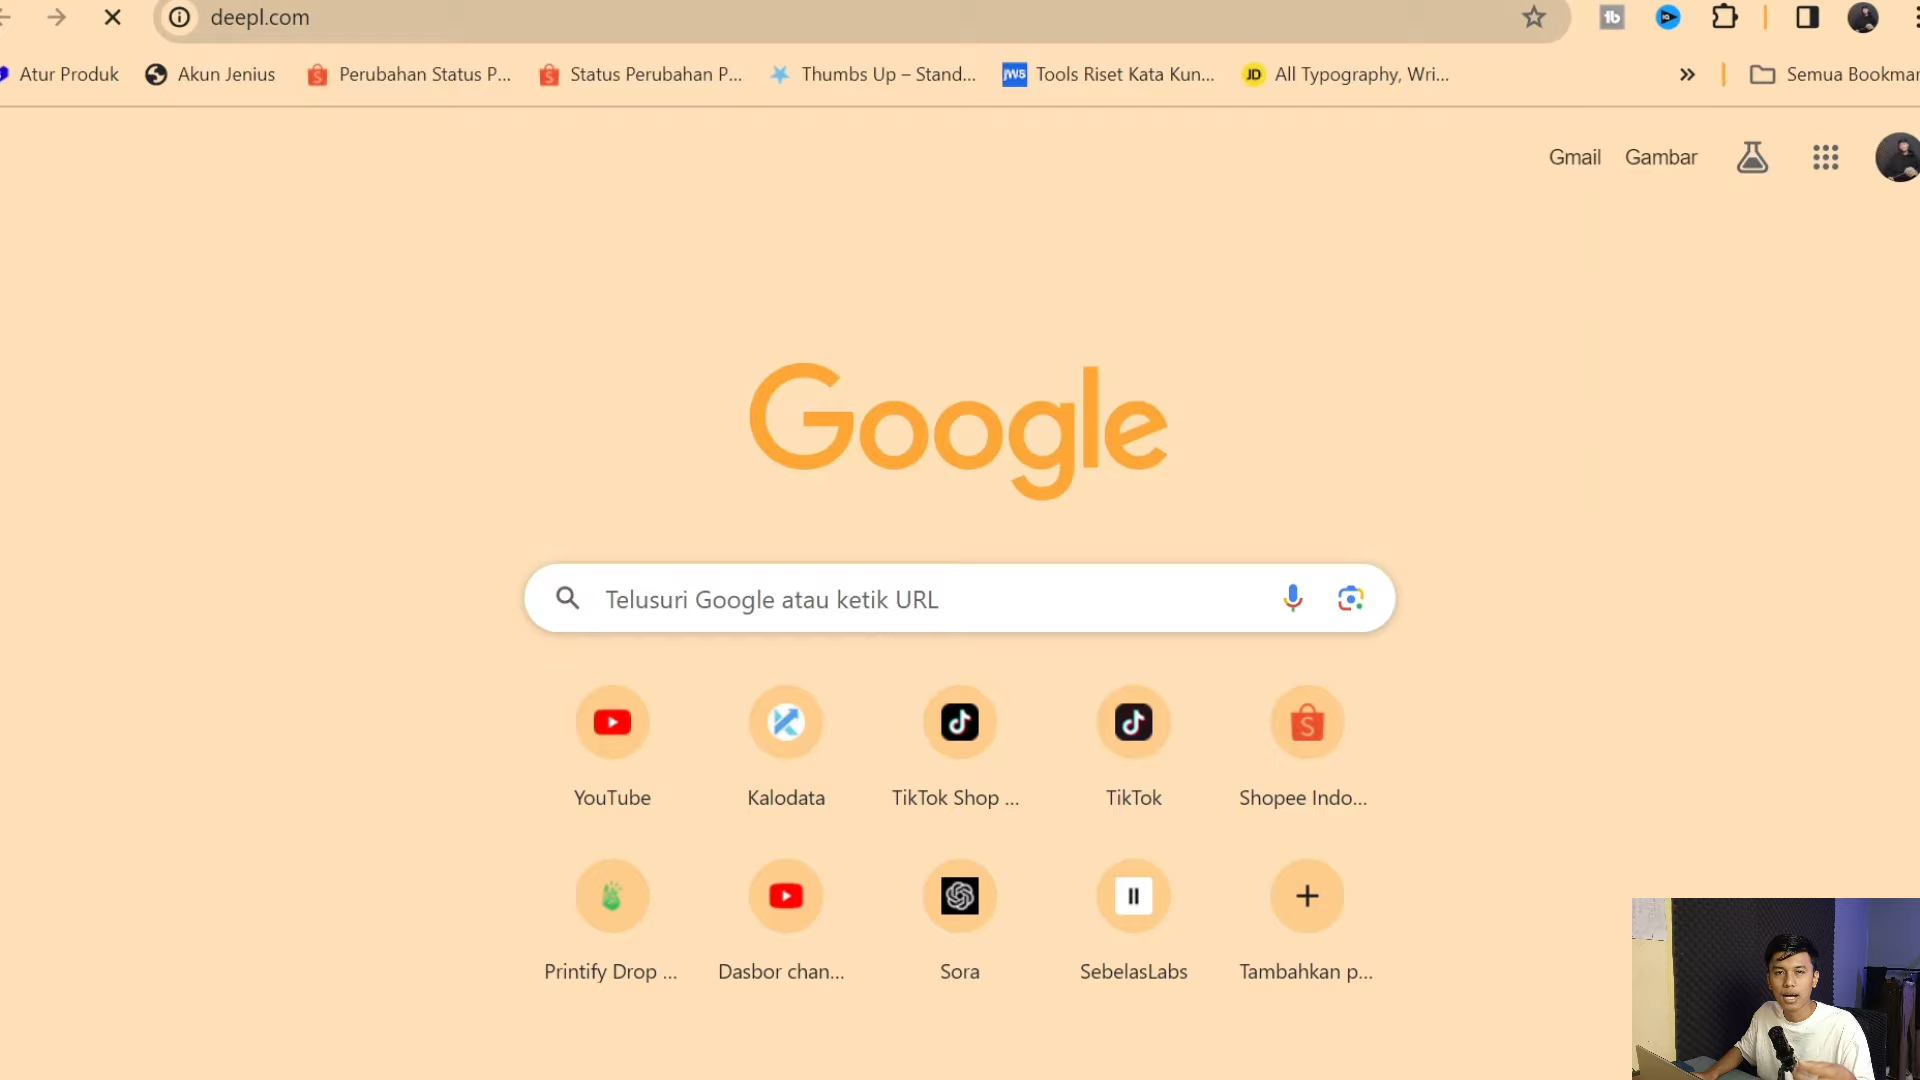 deepl.com
Atur Produk
Akun Jenius
Perubahan Status P...
Status Perubahan P...
Thumbs Up – Stand...
JWS
Tools Riset Kata Kun...
JD
All Typography, Wri...
Semua Bookmar
Gmail
Gambar
Google
Telusuri Google atau ketik URL
YouTube
Kalodata
TikTok Shop ...
TikTok
Shopee Indo...
Printify Drop ...
Dasbor chan...
Sora
SebelasLabs
Tambahkan p...